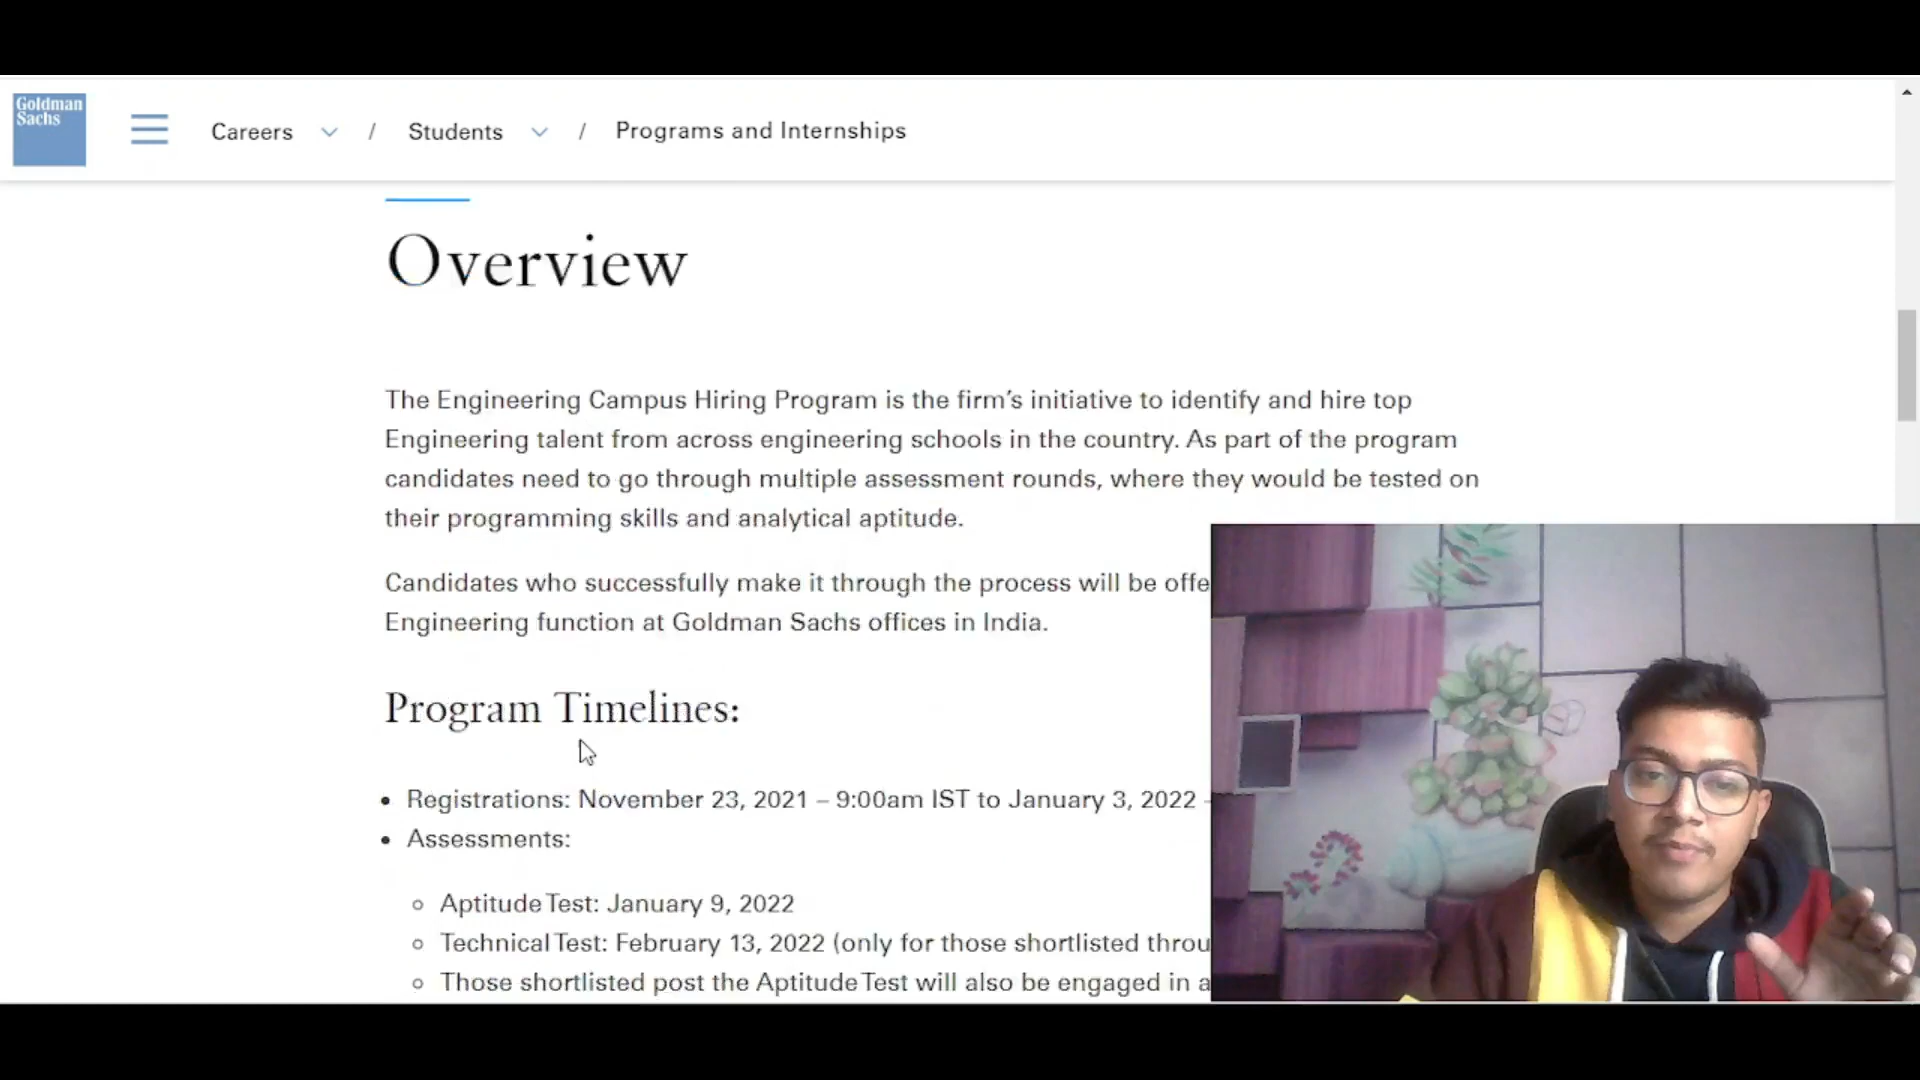 Goldman
Sachs
Careers / Students / Programs and Internships
Overview
The Engineering Campus Hiring Program is the firm's initiative to identify and hire top
Engineering talent from across engineering schools in the country. As part of the program
candidates need to go through multiple assessment rounds, where they would be tested on
their programming skills and analytical aptitude.
Candidates who successfully make it through the process will be offe
Engineering function at Goldman Sachs offices in India.
Program Timelines:
• Registrations: November 23, 2021 – 9:00am IST to January 3, 2022 -
• Assessments:
○ Aptitude Test: January 9, 2022
○ Technical Test: February 13, 2022 (only for those shortlisted throu
○ Those shortlisted post the Aptitude Test will also be engaged in a